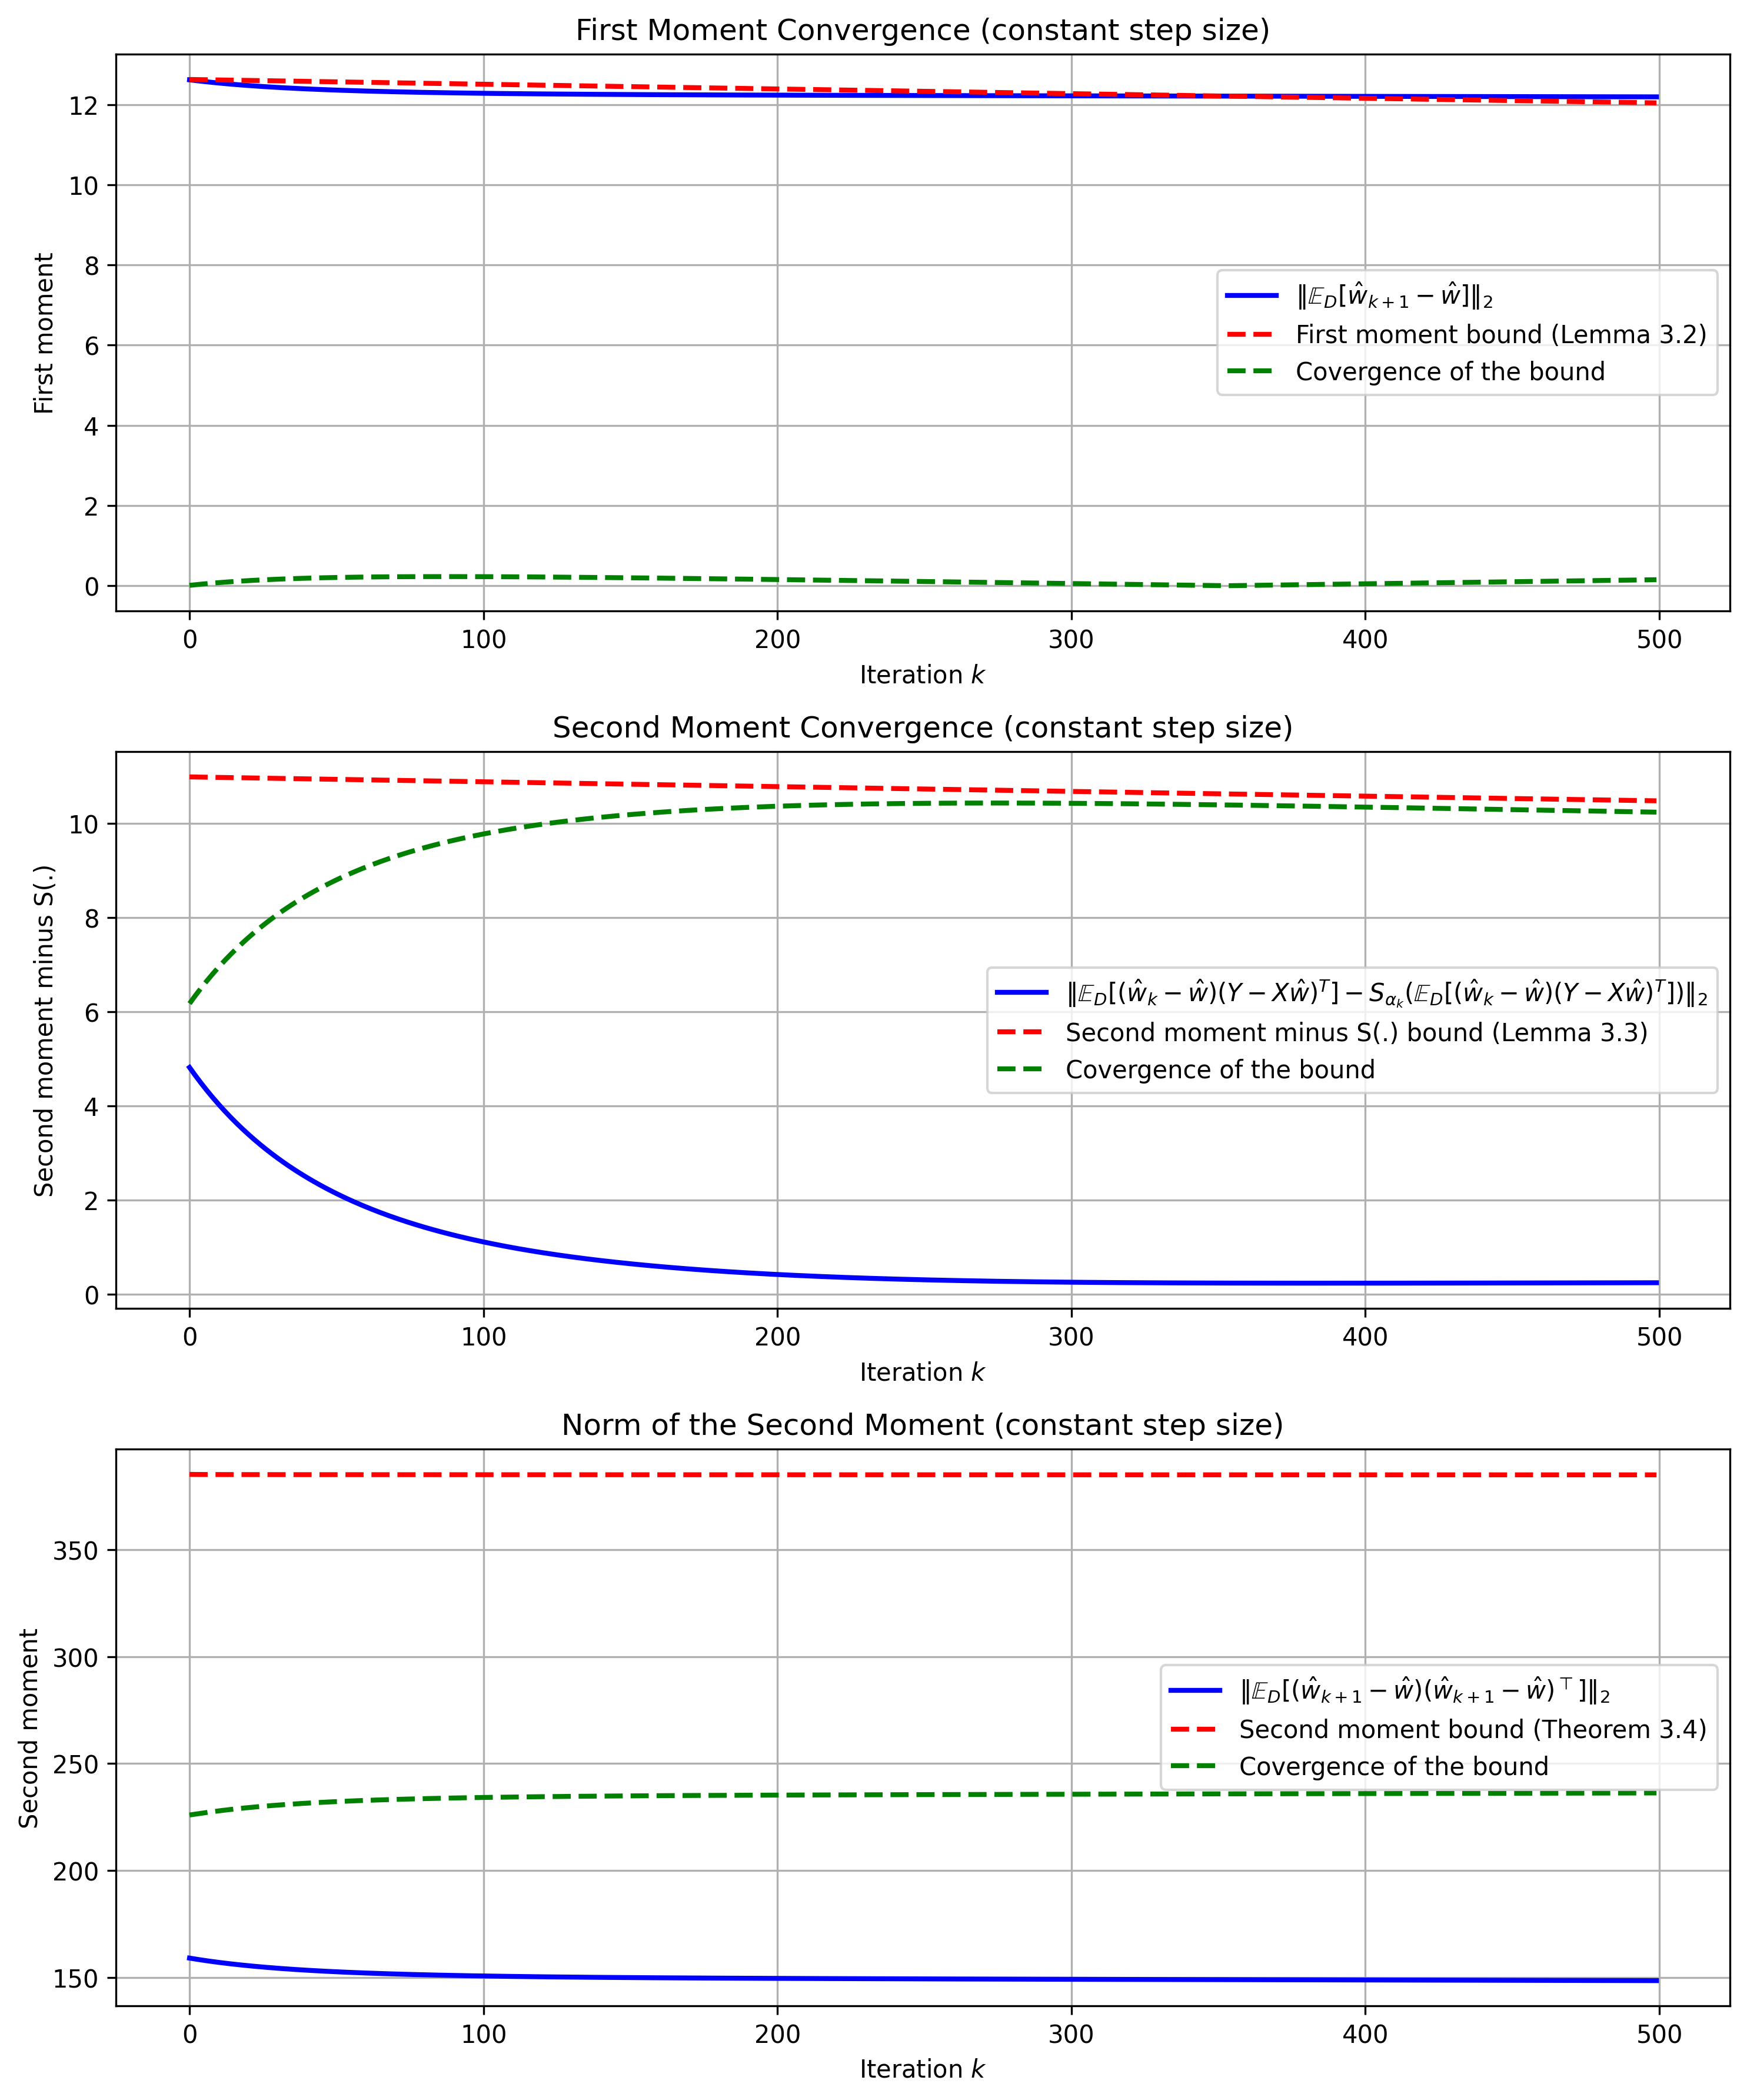 First Moment Convergence (constant step size)
12
10
8
6
4
2
0
First moment
‖𝔼_D[ŵ_{k+1} − ŵ]‖₂
First moment bound (Lemma 3.2)
Covergence of the bound
0 100 200 300 400 500
Iteration k
Second Moment Convergence (constant step size)
10
8
6
4
2
0
Second moment minus S(.)
‖𝔼_D[(ŵ_k − ŵ)(Y − Xŵ)^T] − S_{α_k}(𝔼_D[(ŵ_k − ŵ)(Y − Xŵ)^T])‖₂
Second moment minus S(.) bound (Lemma 3.3)
Covergence of the bound
0 100 200 300 400 500
Iteration k
Norm of the Second Moment (constant step size)
350
300
250
200
150
Second moment
‖𝔼_D[(ŵ_{k+1} − ŵ)(ŵ_{k+1} − ŵ)^⊤]‖₂
Second moment bound (Theorem 3.4)
Covergence of the bound
0 100 200 300 400 500
Iteration k